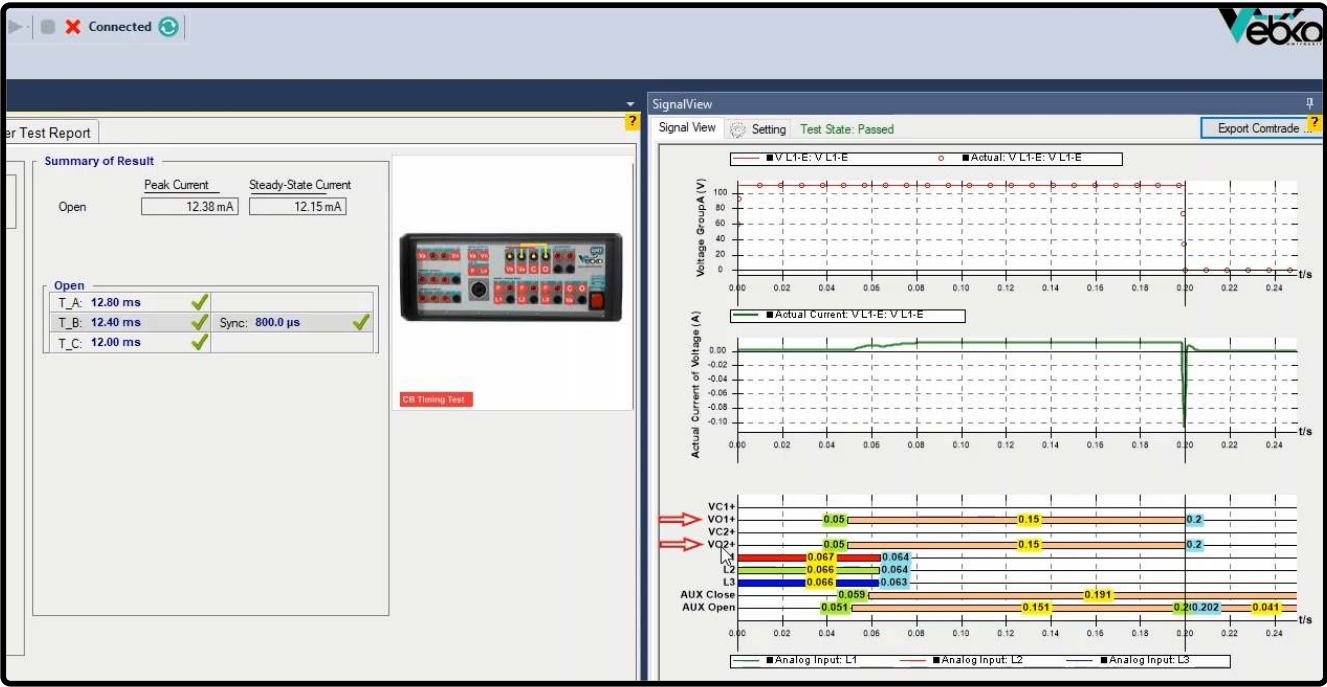 Connected
Vebko
SignalView
er Test Report
?
Signal View
Setting
Test State: Passed
Export Comtrade ...
?
Summary of Result
Peak Current
Steady-State Current
Open
12.38 mA
12.15 mA
Open
T_A: 12.80 ms
T_B: 12.40 ms
Sync: 800.0 µs
T_C: 12.00 ms
CB Timing Test
V L1-E: V L1-E
Actual: V L1-E: V L1-E
Voltage Group A (V)
100
80
60
40
20
0
t/s
0.00 0.02 0.04 0.06 0.08 0.10 0.12 0.14 0.16 0.18 0.20 0.22 0.24
Actual Current: V L1-E: V L1-E
Actual Current of Voltage (A)
0.00
-0.02
-0.04
-0.06
-0.08
-0.10
t/s
0.00 0.02 0.04 0.06 0.08 0.10 0.12 0.14 0.16 0.18 0.20 0.22 0.24
VC1+
VO1+ 0.05 0.15 0.2
VC2+
VO2+ 0.05 0.15 0.2
0.067 0.064
L2 0.066 0.064
L3 0.066 0.063
AUX Close 0.059 0.191
AUX Open 0.051 0.151 0.202 0.041
t/s
0.00 0.02 0.04 0.06 0.08 0.10 0.12 0.14 0.16 0.18 0.20 0.22 0.24
Analog Input: L1
Analog Input: L2
Analog Input: L3